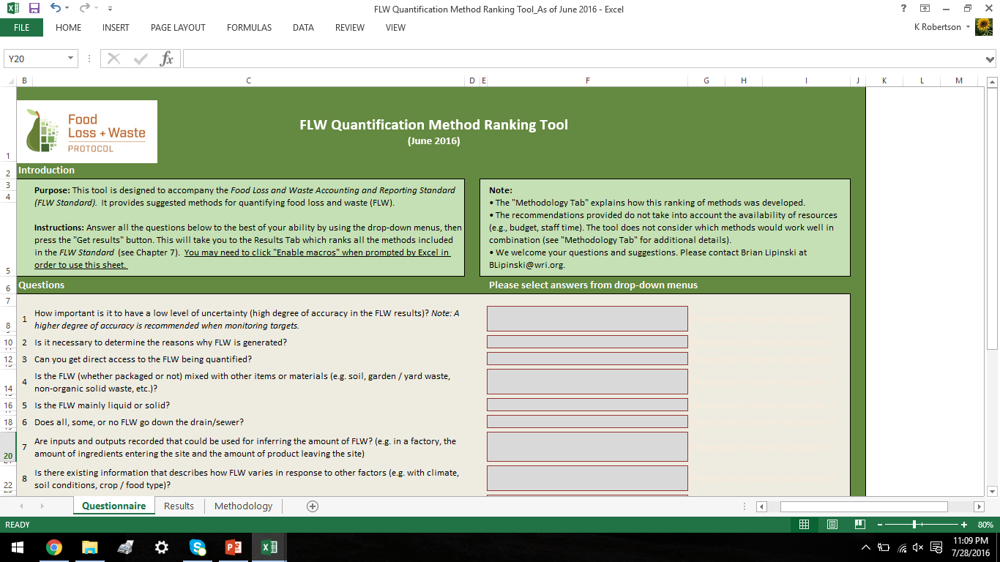 FLW Quantification Method Ranking Tool_As of June 2016 - Excel
FILE HOME INSERT PAGE LAYOUT FORMULAS DATA REVIEW VIEW
K Robertson
Y20
fx
B C D E F G H I J K L M
Food
Loss + Waste
PROTOCOL
FLW Quantification Method Ranking Tool
(June 2016)
1
2 Introduction
3
4
5
Purpose: This tool is designed to accompany the Food Loss and Waste Accounting and Reporting Standard
(FLW Standard). It provides suggested methods for quantifying food loss and waste (FLW).
Instructions: Answer all the questions below to the best of your ability by using the drop-down menus, then
press the "Get results" button. This will take you to the Results Tab which ranks all the methods included
in the FLW Standard (see Chapter 7). You may need to click "Enable macros" when prompted by Excel in
order to use this sheet.
Note:
• The "Methodology Tab" explains how this ranking of methods was developed.
• The recommendations provided do not take into account the availability of resources
(e.g., budget, staff time). The tool does not consider which methods would work well in
combination (see "Methodology Tab" for additional details).
• We welcome your questions and suggestions. Please contact Brian Lipinski at
BLipinski@wri.org.
6 Questions Please select answers from drop-down menus
7
8 1 How important is it to have a low level of uncertainty (high degree of accuracy in the FLW results)? Note: A
higher degree of accuracy is recommended when monitoring targets.
10 2 Is it necessary to determine the reasons why FLW is generated?
12 3 Can you get direct access to the FLW being quantified?
14 4 Is the FLW (whether packaged or not) mixed with other items or materials (e.g. soil, garden / yard waste,
non-organic solid waste, etc.)?
16 5 Is the FLW mainly liquid or solid?
18 6 Does all, some, or no FLW go down the drain/sewer?
20 7 Are inputs and outputs recorded that could be used for inferring the amount of FLW? (e.g. in a factory, the
amount of ingredients entering the site and the amount of product leaving the site)
22 8 Is there existing information that describes how FLW varies in response to other factors (e.g. with climate,
soil conditions, crop / food type)?
Questionnaire Results Methodology
READY
80%
11:09 PM
7/28/2016